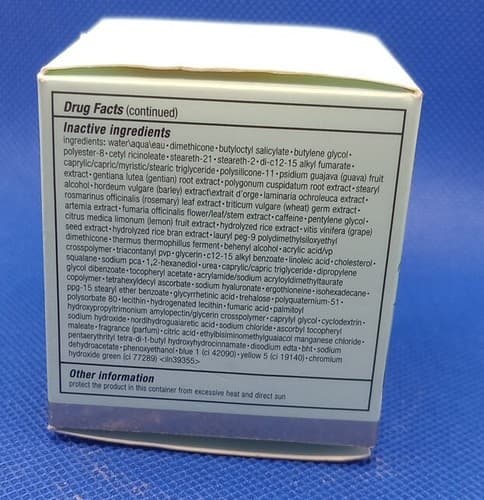 Drug Facts (continued)
Inactive ingredients
ingredients: water\aqua\eau • dimethicone • butyloctyl salicylate • butylene glycol •
polyester-8 • cetyl ricinoleate • steareth-21 • steareth-2 • di-c12-15 alkyl fumarate •
caprylic/capric/myristic/stearic triglyceride • polysilicone-11 • psidium guajava (guava) fruit
extract • gentiana lutea (gentian) root extract • polygonum cuspidatum root extract • stearyl
alcohol • hordeum vulgare (barley) extract\extrait d'orge • laminaria ochroleuca extract •
rosmarinus officinalis (rosemary) leaf extract • triticum vulgare (wheat) germ extract •
artemia extract • fumaria officinalis flower/leaf/stem extract • caffeine • pentylene glycol •
citrus medica limonum (lemon) fruit extract • hydrolyzed rice extract • vitis vinifera (grape)
seed extract • hydrolyzed rice bran extract • lauryl peg-9 polydimethylsiloxyethyl
dimethicone • thermus thermophillus ferment • behenyl alcohol • acrylic acid/vp
crosspolymer • triacontanyl pvp • glycerin • c12-15 alkyl benzoate • linoleic acid • cholesterol •
squalane • sodium pca • 1,2-hexanediol • urea • caprylic/capric triglyceride • dipropylene
glycol dibenzoate • tocopheryl acetate • acrylamide/sodium acryloyldimethyltaurate
copolymer • tetrahexyldecyl ascorbate • sodium hyaluronate • ergothioneine • isohexadecane •
ppg-15 stearyl ether benzoate • glycyrrhetinic acid • trehalose • polyquaternium-51 •
polysorbate 80 • lecithin • hydrogenated lecithin • fumaric acid • palmitoyl
hydroxypropyltrimonium amylopectin/glycerin crosspolymer • caprylyl glycol • cyclodextrin •
sodium hydroxide • nordihydroguaiaretic acid • sodium chloride • ascorbyl tocopheryl
maleate • fragrance (parfum) • citric acid • ethylbisiminomethylguaiacol manganese chloride •
pentaerythrityl tetra-di-t-butyl hydroxyhydrocinnamate • disodium edta • bht • sodium
dehydroacetate • phenoxyethanol • blue 1 (ci 42090) • yellow 5 (ci 19140) • chromium
hydroxide green (ci 77289) <iln39355>
Other information
protect the product in this container from excessive heat and direct sun